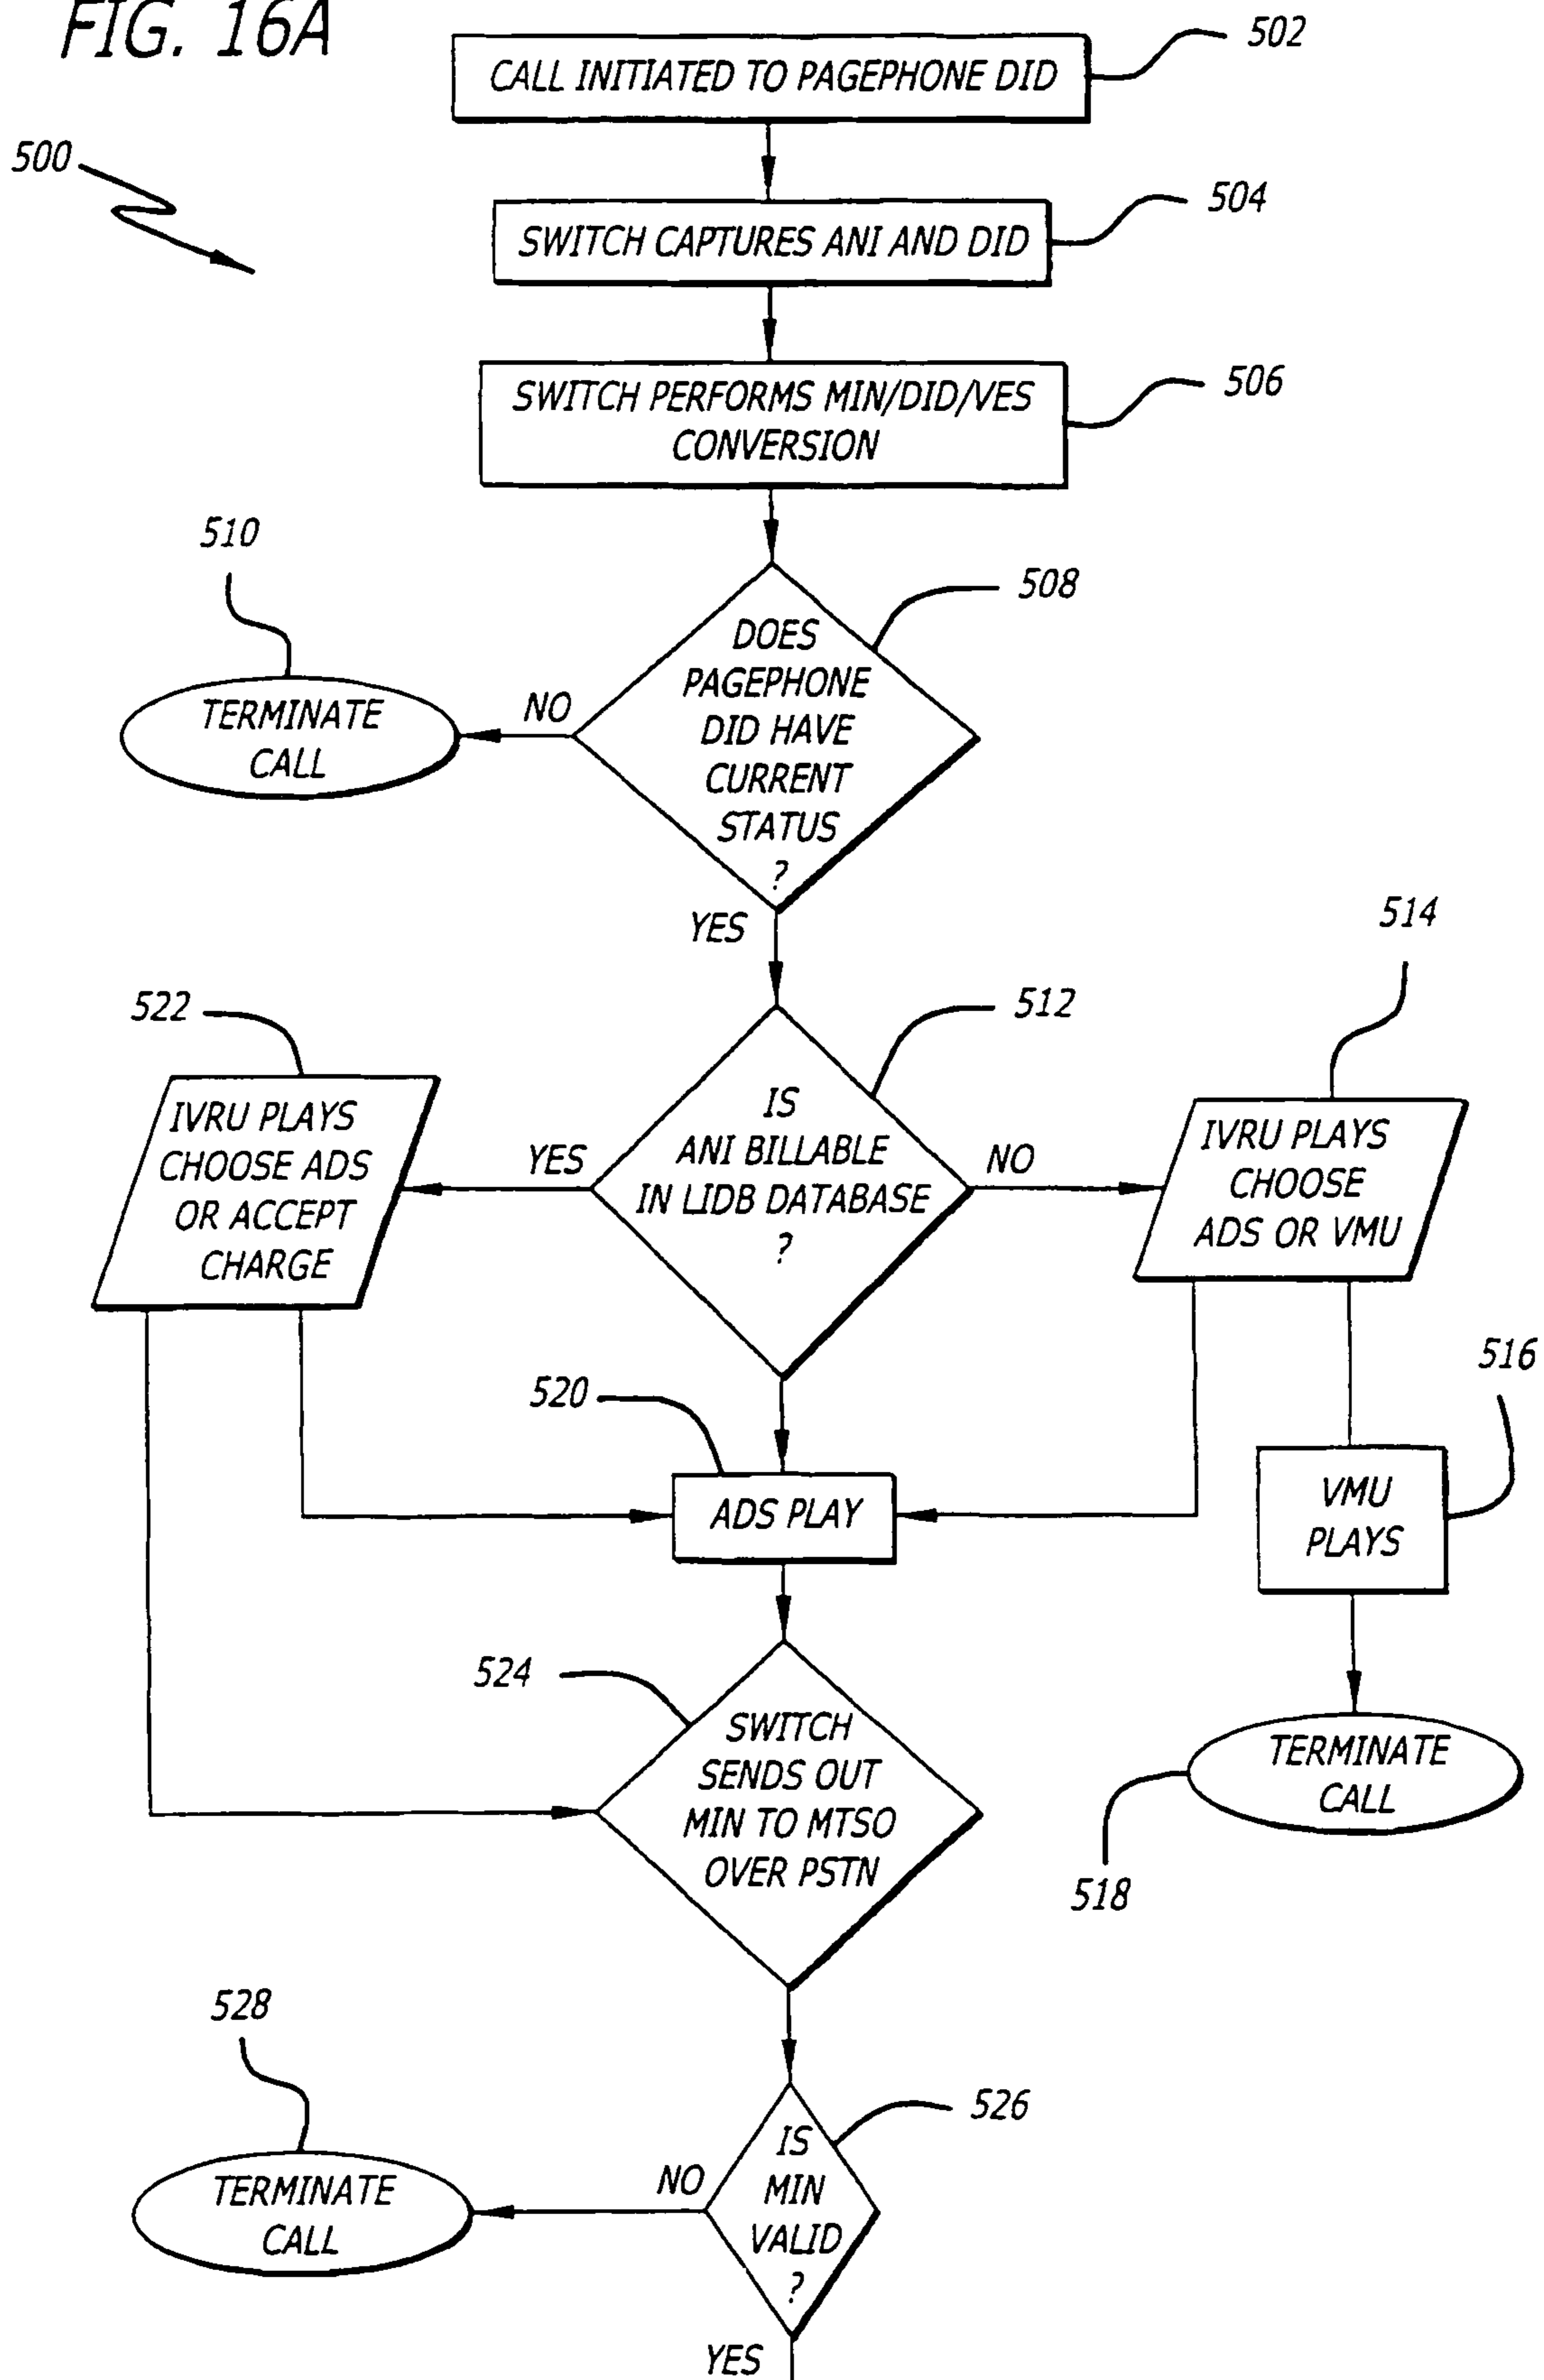 FIG. 16A
502
CALL INITIATED TO PAGEPHONE DID
500
504
SWITCH CAPTURES ANI AND DID
506
SWITCH PERFORMS MIN/DID/VES
CONVERSION
510
508
DOES
PAGEPHONE
DID HAVE
CURRENT
STATUS
?
NO
TERMINATE
CALL
YES
514
522
512
IVRU PLAYS
CHOOSE ADS
OR ACCEPT
CHARGE
YES
IS
ANI BILLABLE
IN LIDB DATABASE
?
NO
IVRU PLAYS
CHOOSE
ADS OR VMU
520
516
ADS PLAY
VMU
PLAYS
524
SWITCH
SENDS OUT
MIN TO MTSO
OVER PSTN
TERMINATE
CALL
518
528
526
TERMINATE
CALL
NO
IS
MIN
VALID
?
YES